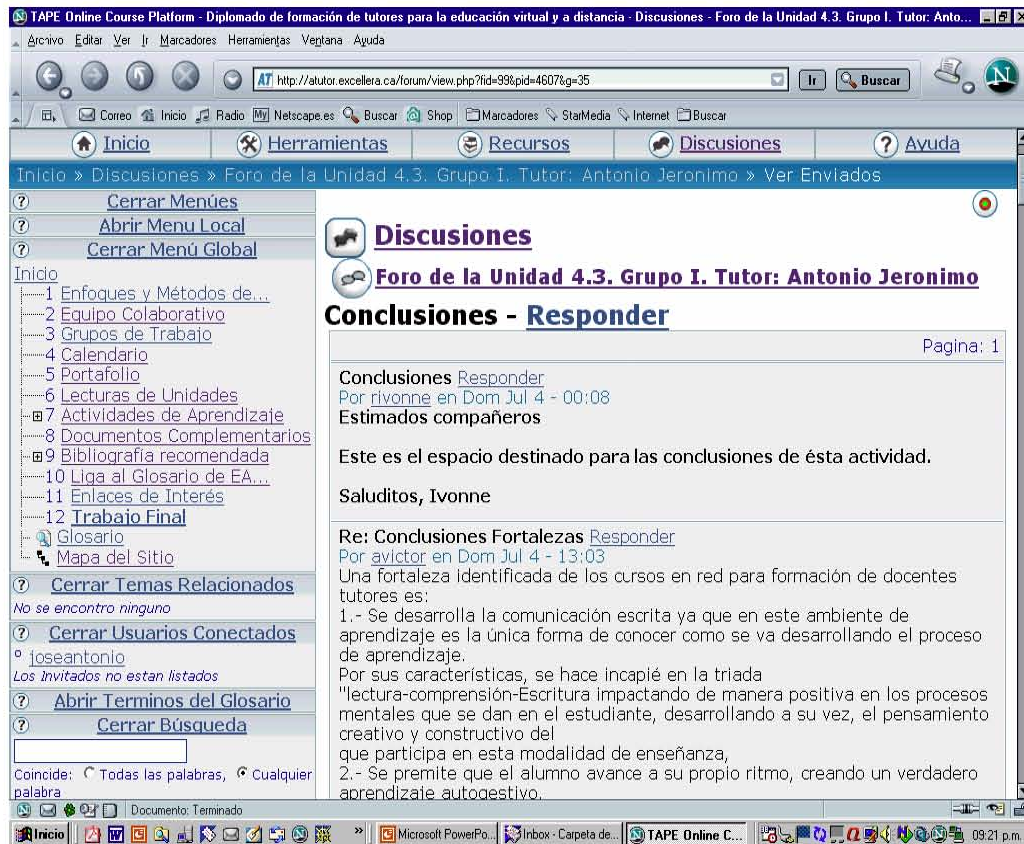 TAPE Online Course Platform - Diplomado de formación de tutores para la educación virtual y a distancia - Discusiones - Foro de la Unidad 4.3. Grupo I. Tutor: Anto...
Archivo Editar Ver Ir Marcadores Herramientas Ventana Ayuda
AT http://atutor.excellera.ca/forum/view.php?fid=99&pid=4607&g=35 Ir Buscar N
Correo Inicio Radio My Netscape.es Buscar Shop Marcadores StarMedia Internet Buscar
Inicio Herramientas Recursos Discusiones ? Ayuda
Inicio » Discusiones » Foro de la Unidad 4.3. Grupo I. Tutor: Antonio Jeronimo » Ver Enviados
? Cerrar Menúes
? Abrir Menu Local
? Cerrar Menú Global
Inicio
1 Enfoques y Métodos de...
2 Equipo Colaborativo
3 Grupos de Trabajo
4 Calendario
5 Portafolio
6 Lecturas de Unidades
7 Actividades de Aprendizaje
8 Documentos Complementarios
9 Bibliografía recomendada
10 Liga al Glosario de EA...
11 Enlaces de Interés
12 Trabajo Final
Glosario
Mapa del Sitio
? Cerrar Temas Relacionados
No se encontro ninguno
? Cerrar Usuarios Conectados
° joseantonio
Los Invitados no estan listados
? Abrir Terminos del Glosario
? Cerrar Búsqueda
Coincide: Todas las palabras, Cualquier
palabra
Discusiones
Foro de la Unidad 4.3. Grupo I. Tutor: Antonio Jeronimo
Conclusiones - Responder
Pagina: 1
Conclusiones Responder
Por rivonne en Dom Jul 4 - 00:08
Estimados compañeros
Este es el espacio destinado para las conclusiones de ésta actividad.
Saluditos, Ivonne
Re: Conclusiones Fortalezas Responder
Por avictor en Dom Jul 4 - 13:03
Una fortaleza identificada de los cursos en red para formación de docentes
tutores es:
1.- Se desarrolla la comunicación escrita ya que en este ambiente de
aprendizaje es la única forma de conocer como se va desarrollando el proceso
de aprendizaje.
Por sus características, se hace incapié en la triada
"lectura-comprensión-Escritura impactando de manera positiva en los procesos
mentales que se dan en el estudiante, desarrollando a su vez, el pensamiento
creativo y constructivo del
que participa en esta modalidad de enseñanza,
2.- Se premite que el alumno avance a su propio ritmo, creando un verdadero
aprendizaje autogestivo.
Documento: Terminado
Inicio » Microsoft PowerPo... Inbox - Carpeta de... TAPE Online C... 09:21 p.m.